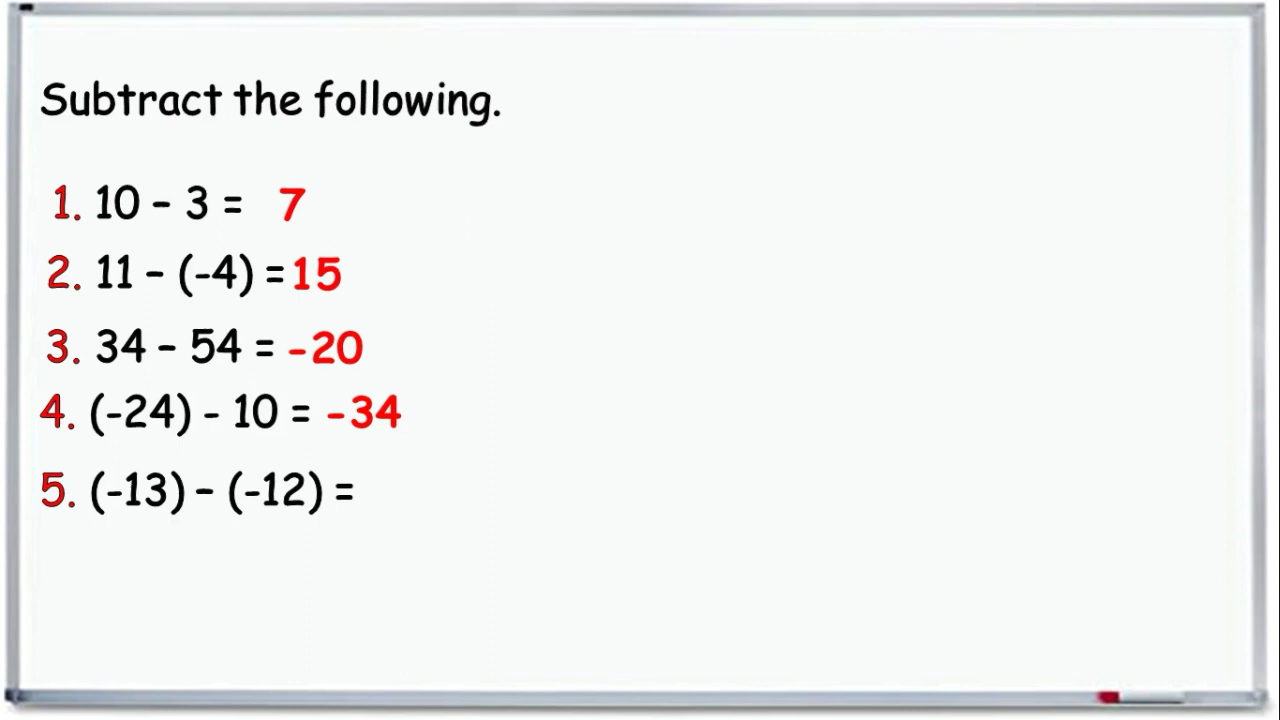 Subtract the following.
1. 10 – 3 = 7
2. 11 – (-4) = 15
3. 34 – 54 = -20
4. (-24) - 10 = -34
5. (-13) – (-12) =